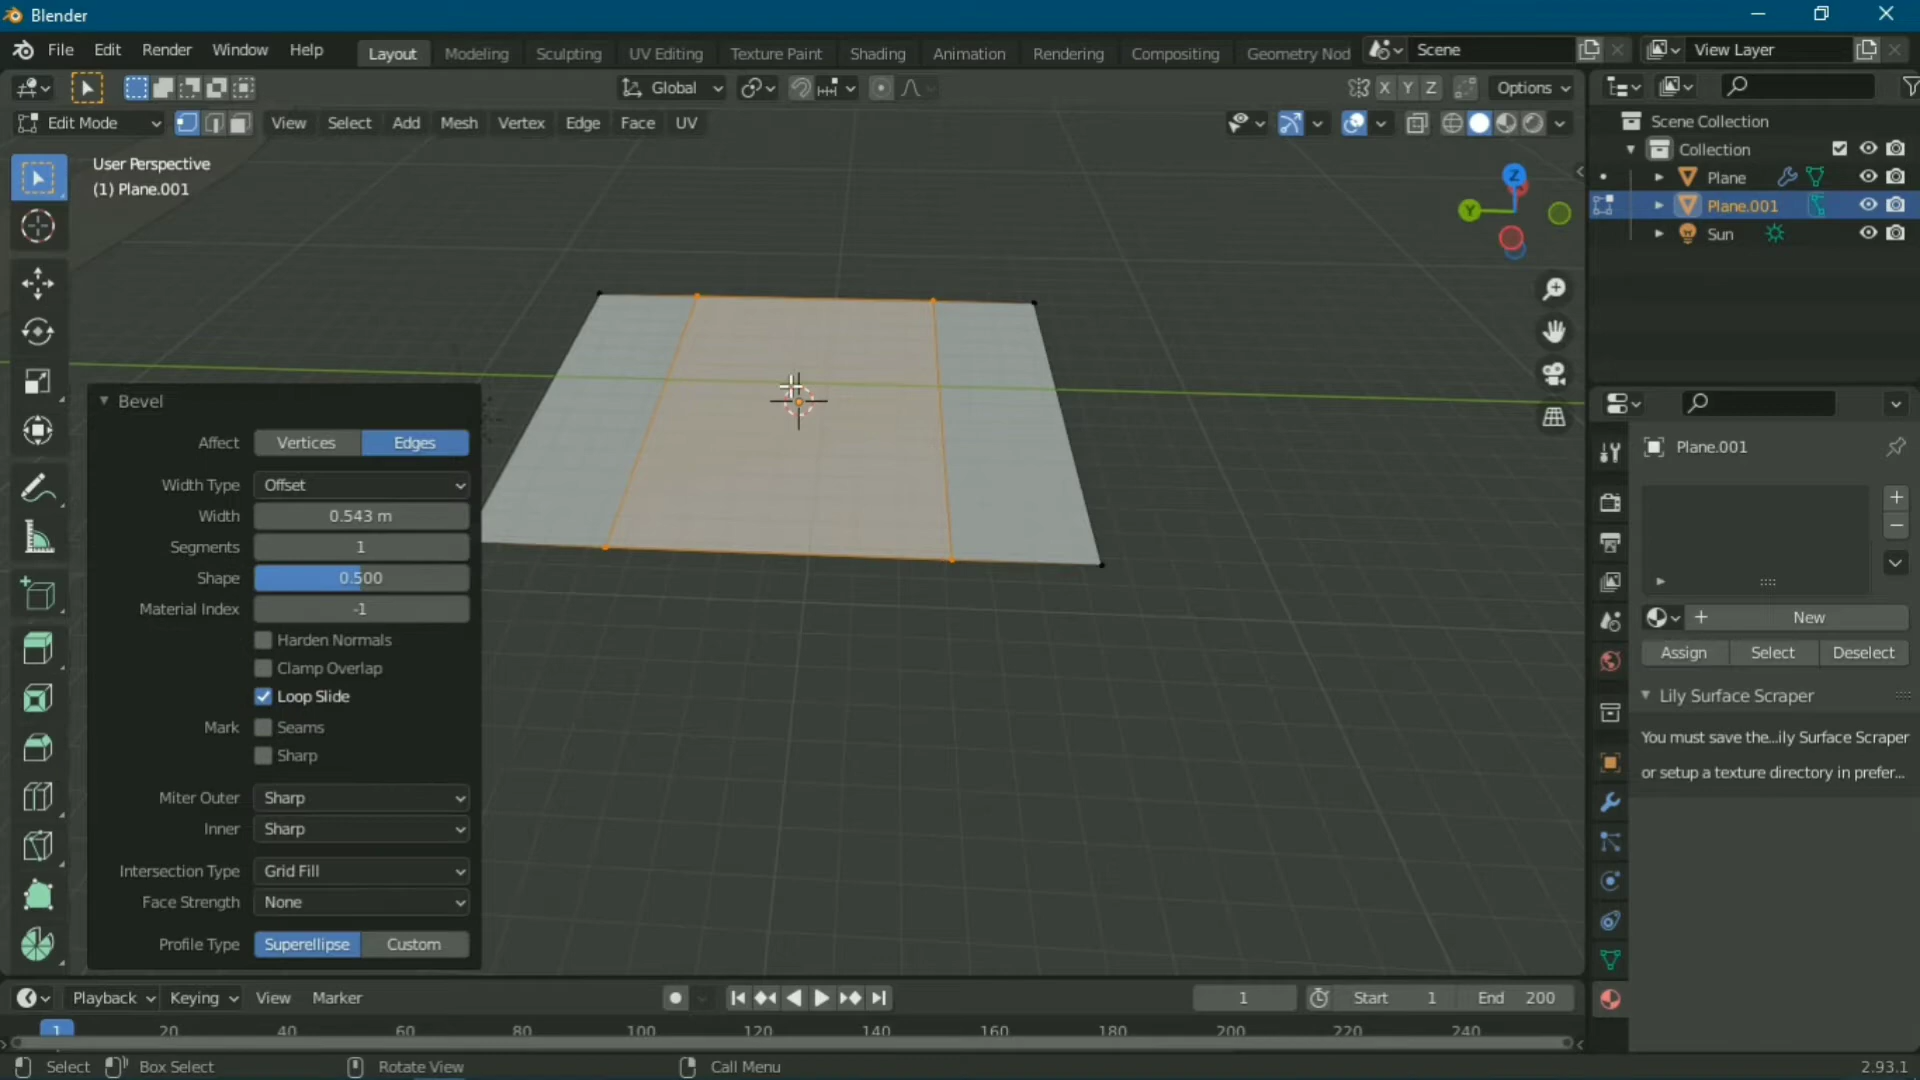 Blender
File Edit Render Window Help Layout Modeling Sculpting UV Editing Texture Paint Shading Animation Rendering Compositing Geometry Nod Scene View Layer
Global X Y Z Options
Edit Mode View Select Add Mesh Vertex Edge Face UV
User Perspective
(1) Plane.001
Z
Y
Scene Collection
Collection
Plane
Plane.001
Sun
Bevel
Affect Vertices Edges
Width Type Offset
Width 0.543 m
Segments 1
Shape 0.500
Material Index -1
Harden Normals
Clamp Overlap
Loop Slide
Mark Seams
Sharp
Miter Outer Sharp
Inner Sharp
Intersection Type Grid Fill
Face Strength None
Profile Type Superellipse Custom
Plane.001
New
Assign Select Deselect
Lily Surface Scraper
You must save the...ily Surface Scraper
or setup a texture directory in prefer...
Playback Keying View Marker 1 Start 1 End 200
1 20 40 60 80 100 120 140 160 180 200 220 240
Select Box Select Rotate View Call Menu 2.93.1